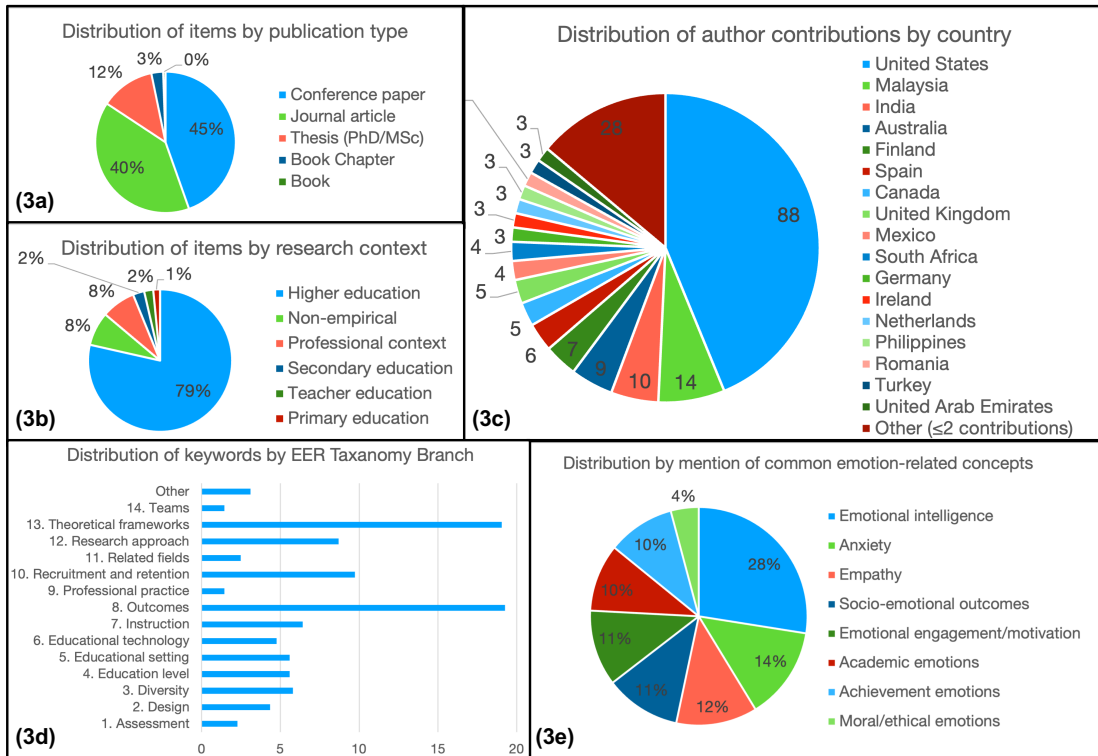 Distribution of items by publication type
3%
0%
12%
45%
40%
Conference paper
Journal article
Thesis (PhD/MSc)
Book Chapter
Book
(3a)
Distribution of items by research context
2%
2%
1%
8%
8%
79%
Higher education
Non-empirical
Professional context
Secondary education
Teacher education
Primary education
(3b)
Distribution of author contributions by country
28
88
14
10
9
7
6
5
5
4
4
3
3
3
3
3
3
United States
Malaysia
India
Australia
Finland
Spain
Canada
United Kingdom
Mexico
South Africa
Germany
Ireland
Netherlands
Philippines
Romania
Turkey
United Arab Emirates
Other (≤2 contributions)
(3c)
Distribution of keywords by EER Taxanomy Branch
Other
14. Teams
13. Theoretical frameworks
12. Research approach
11. Related fields
10. Recruitment and retention
9. Professional practice
8. Outcomes
7. Instruction
6. Educational technology
5. Educational setting
4. Education level
3. Diversity
2. Design
1. Assessment
0 5 10 15 20
(3d)
Distribution by mention of common emotion-related concepts
4%
10%
28%
10%
11%
14%
11%
12%
Emotional intelligence
Anxiety
Empathy
Socio-emotional outcomes
Emotional engagement/motivation
Academic emotions
Achievement emotions
Moral/ethical emotions
(3e)